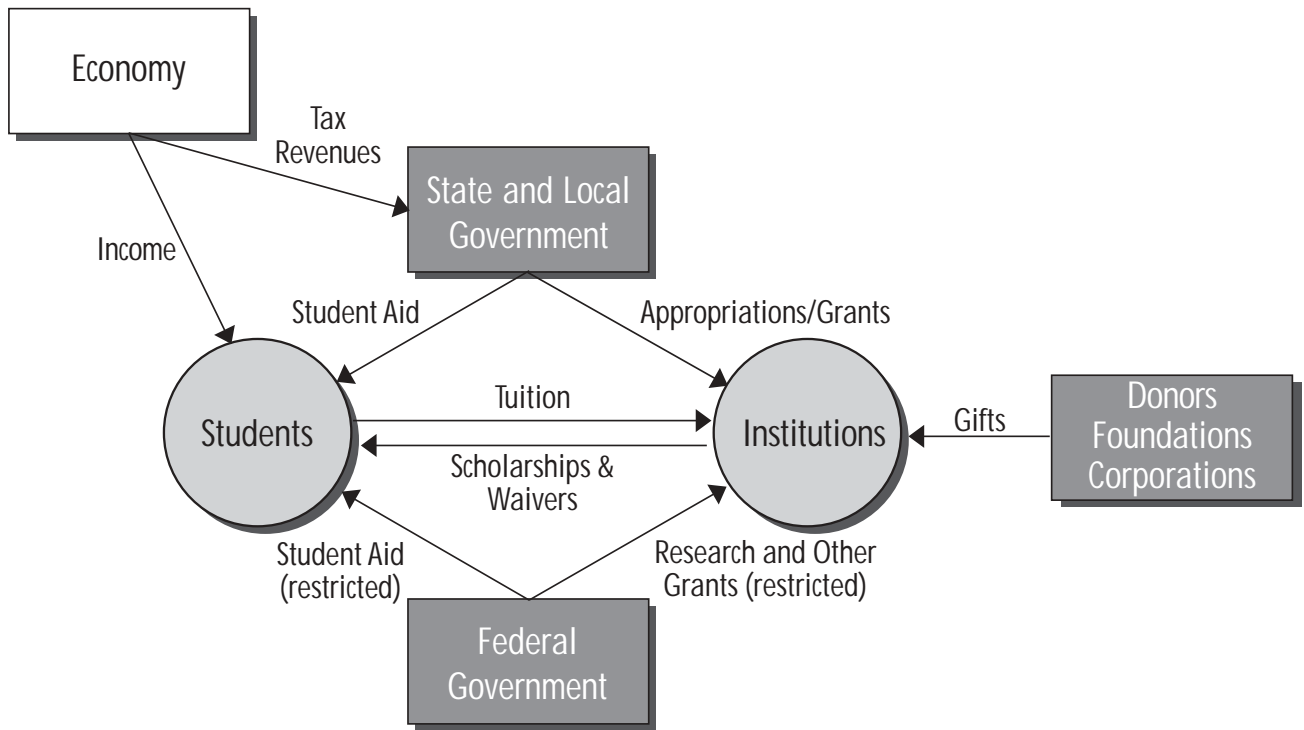 Economy
Tax
Revenues
State and Local
Government
Income
Student Aid
Appropriations/Grants
Tuition
Students
Institutions
Gifts
Donors
Foundations
Corporations
Scholarships &
Waivers
Student Aid
(restricted)
Research and Other
Grants (restricted)
Federal
Government